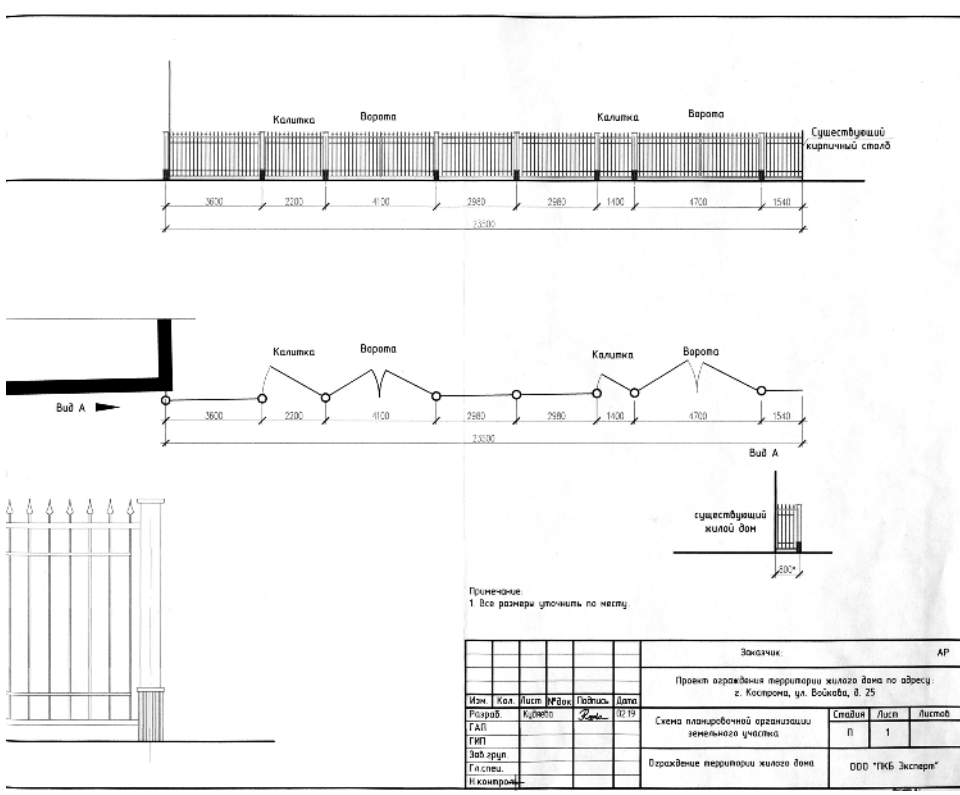 Калитка Ворота Калитка Ворота
Существующий
кирпичный столб
3600 2200 4100 2980 2980 1400 4700 1540
23500
Калитка Ворота Калитка Ворота
Вид А
3600 2200 4100 2980 2980 1400 4700 1540
23500
Вид А
существующий
жилой дом
800*
Примечание:
1. Все размеры уточнить по месту.
Заказчик: АР
Проект ограждения территории жилого дома по адресу:
г. Кострома, ул. Войкова, д. 25
Изм. Кол. Лист №док Подпись Дата
Разраб. 02.19
ГАП
ГИП
Зав.груп.
Гл.спец.
Н.контроль
Схема планировочной организации
земельного участка
Стадия Лист Листов
П 1
Ограждение территории жилого дома
ООО "ПКБ Эксперт"